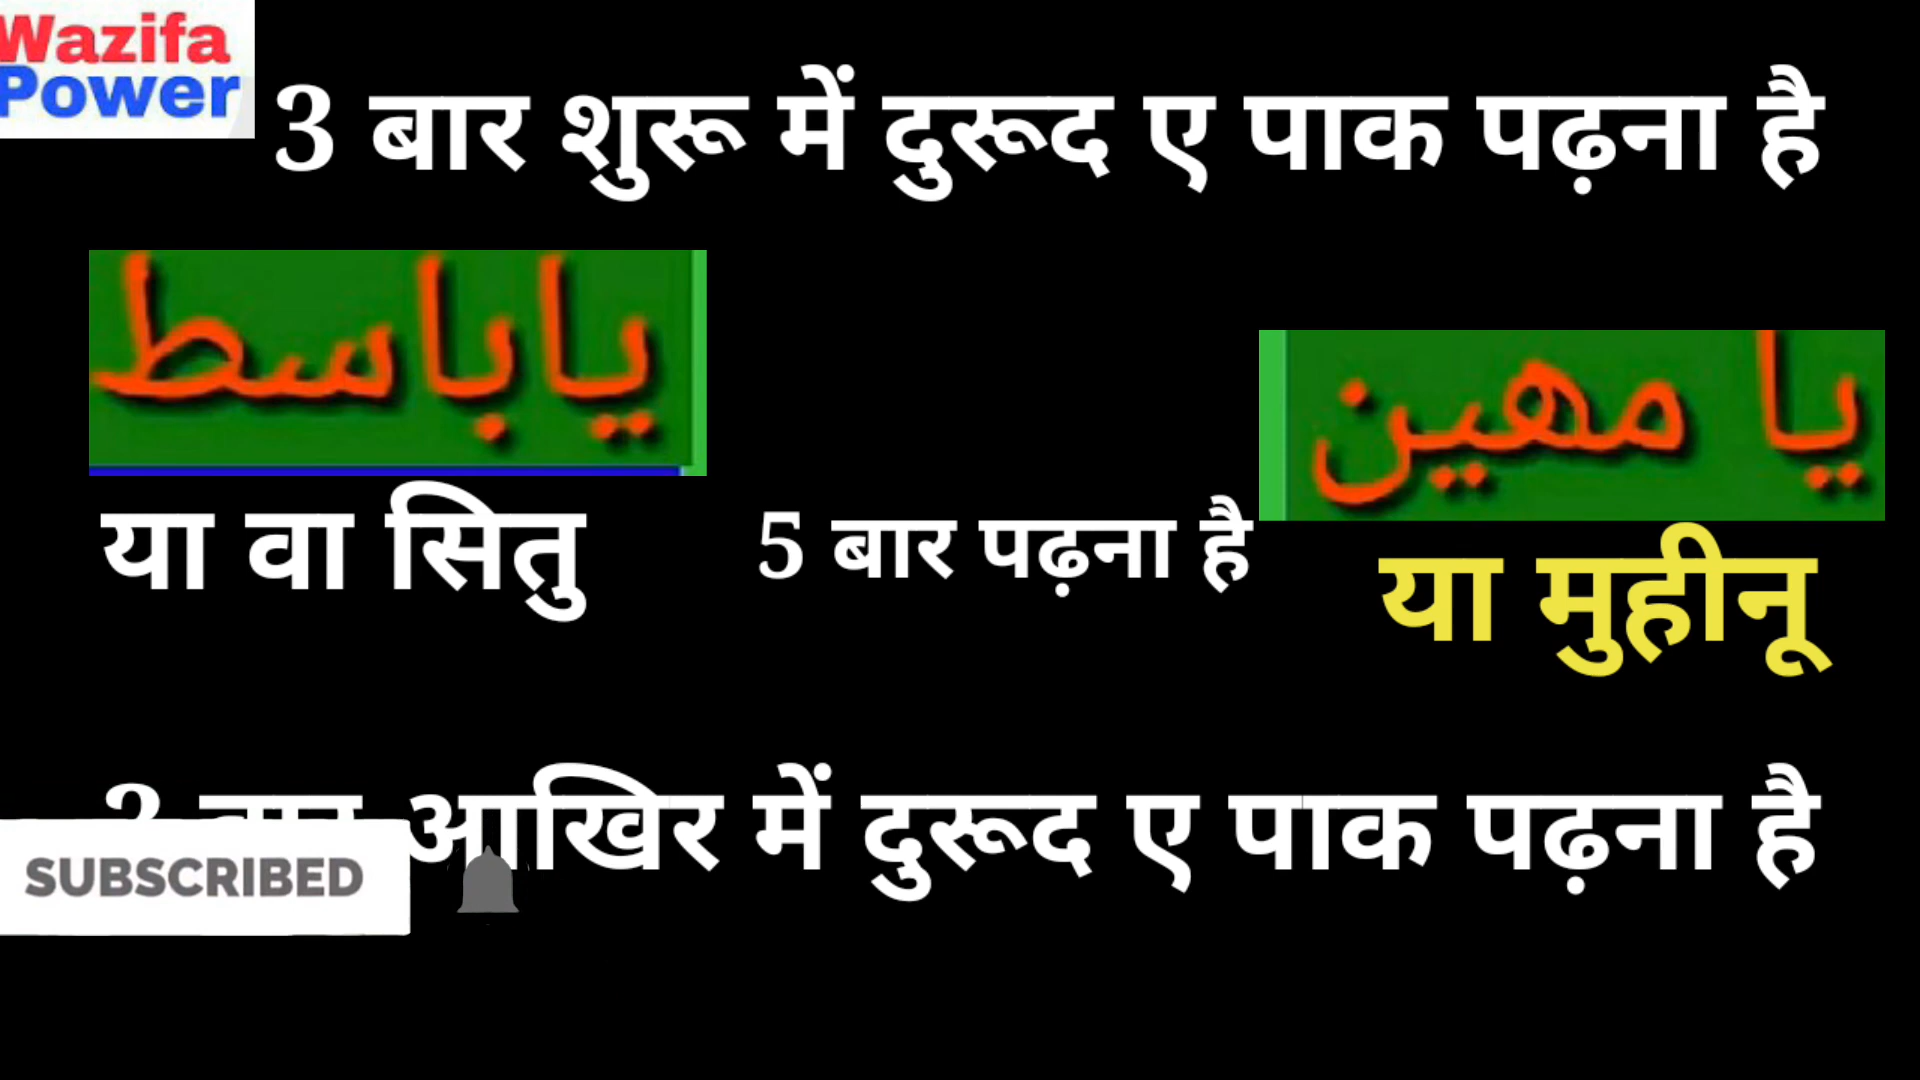 Wazifa
Power
3 बार शुरू में दुरूद ए पाक पढ़ना है
ياباسط
يا مهين
या वा सितु
5 बार पढ़ना है
या मुहीनू
आखिर में दुरूद ए पाक पढ़ना है
SUBSCRIBED